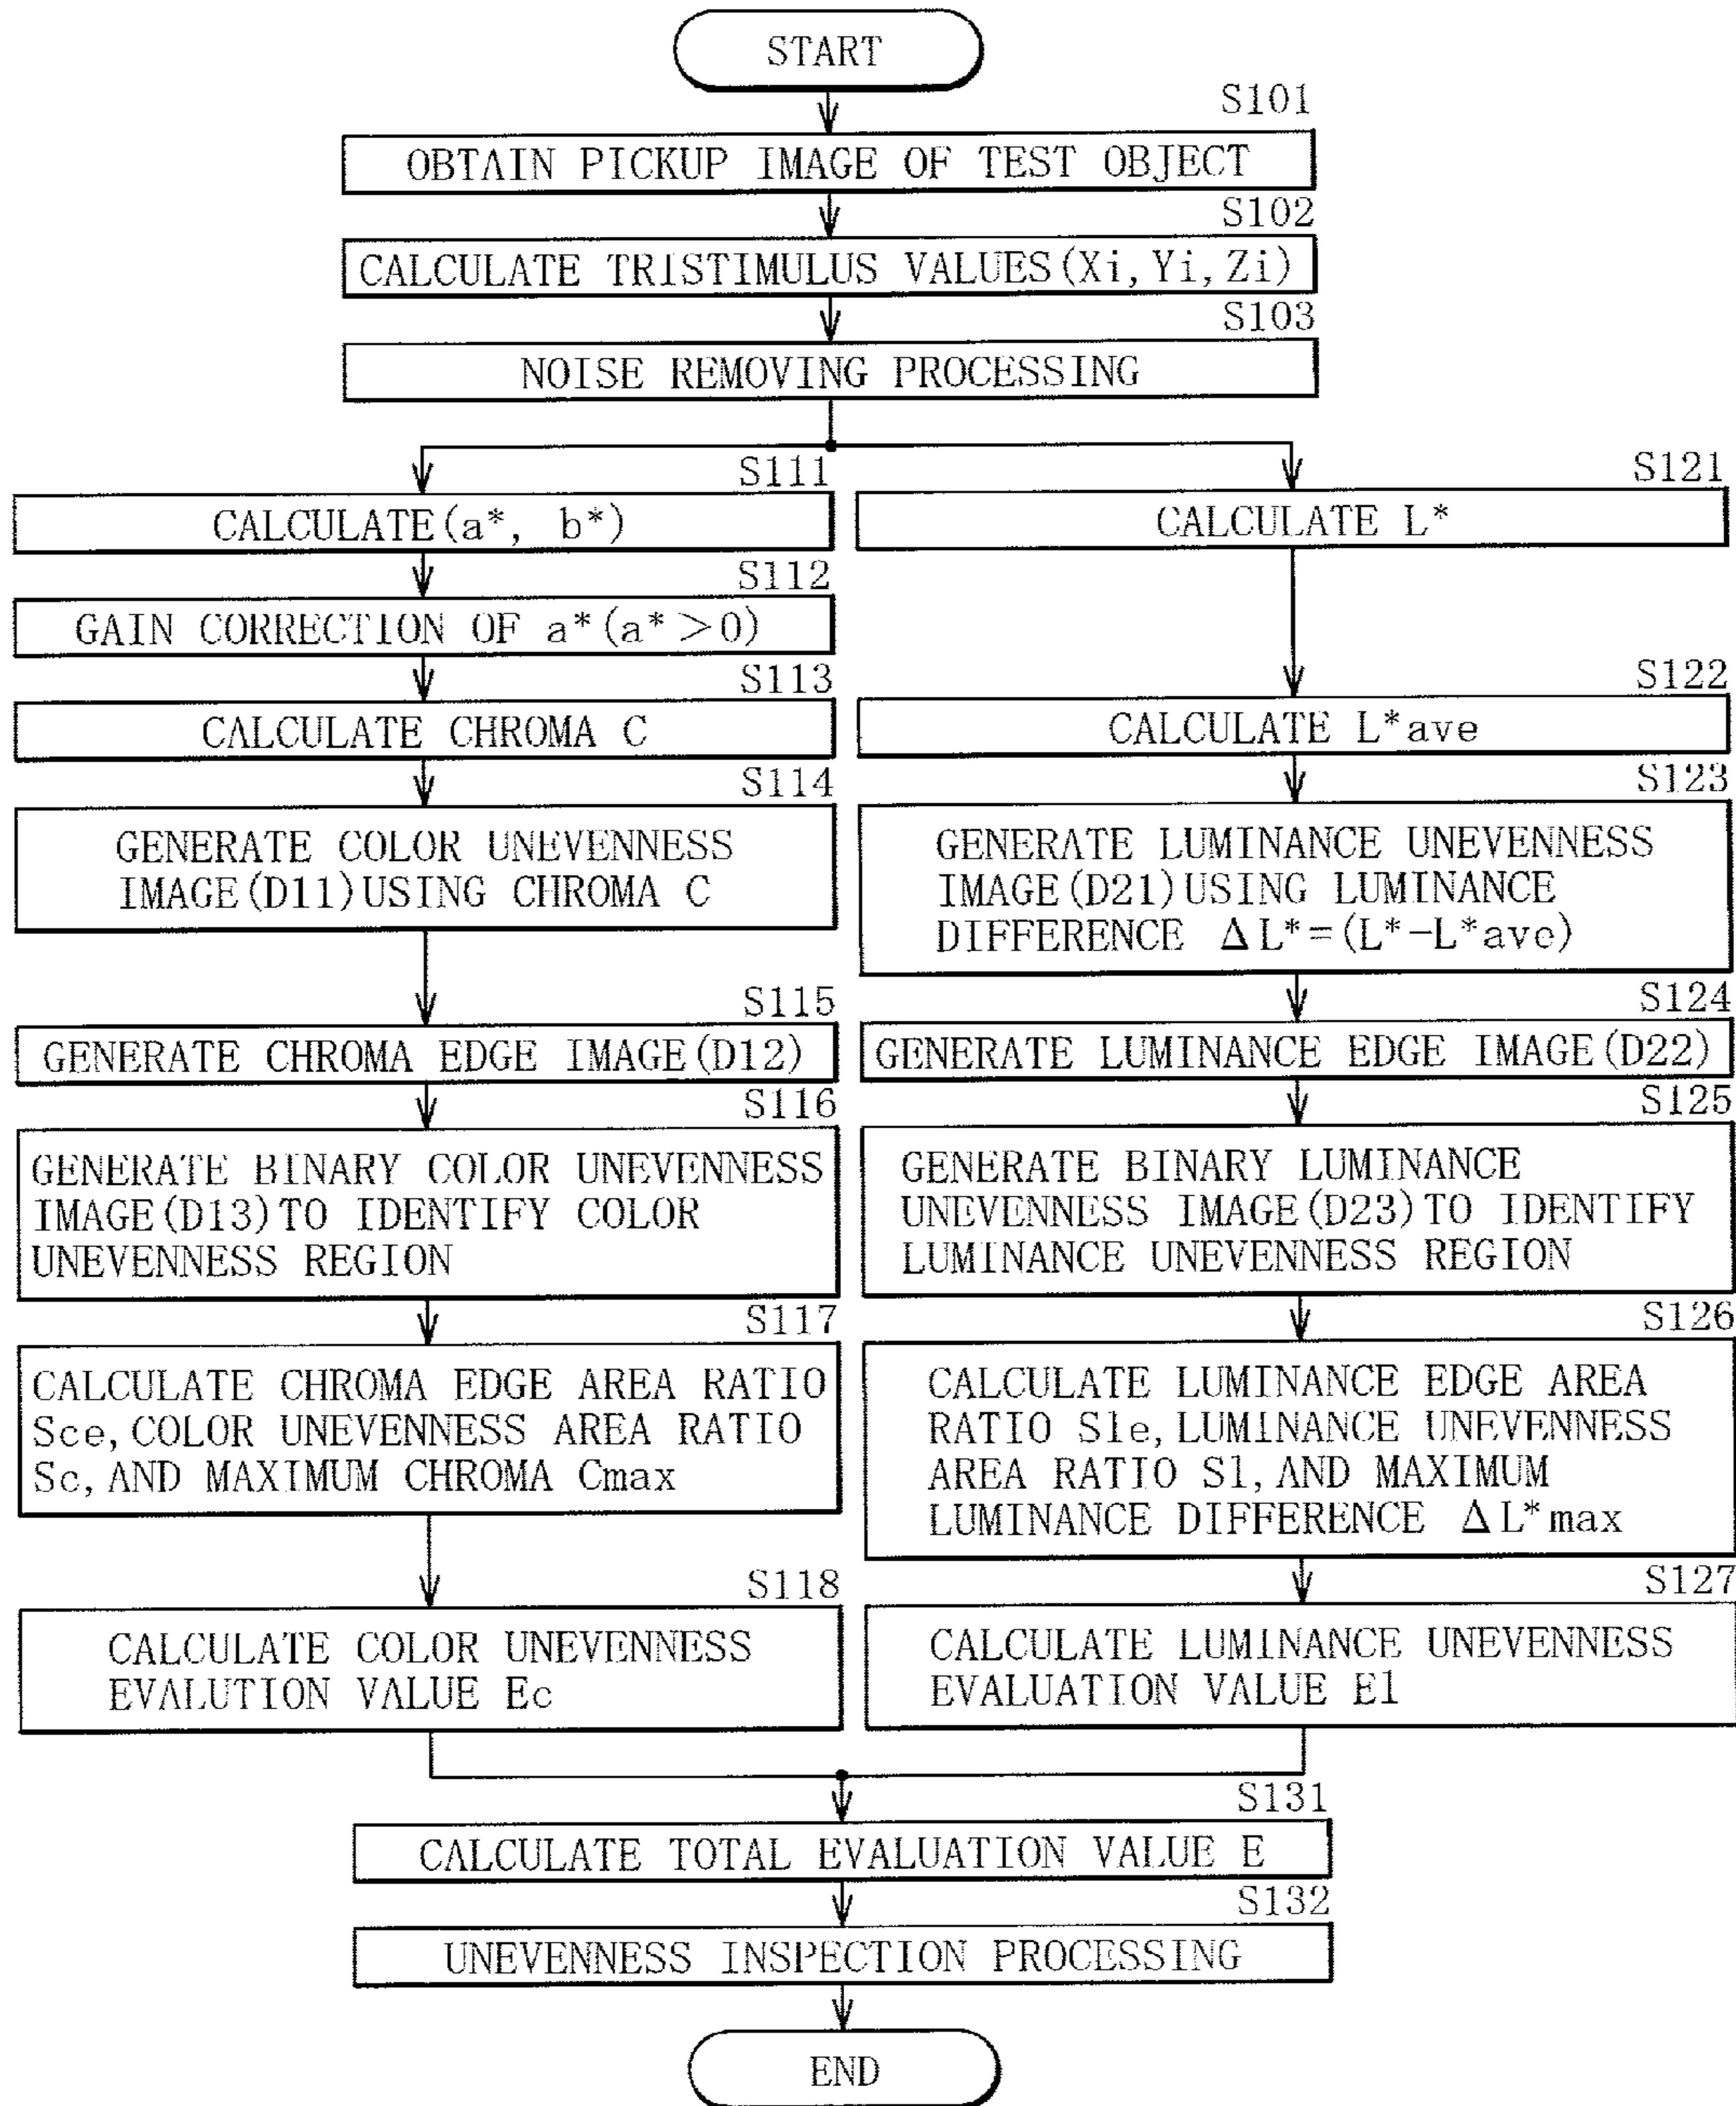 START
S101
OBTAIN PICKUP IMAGE OF TEST OBJECT
S102
CALCULATE TRISTIMULUS VALUES(Xi, Yi, Zi)
S103
NOISE REMOVING PROCESSING
S111
CALCULATE(a*, b*)
S112
GAIN CORRECTION OF a*(a*>0)
S113
CALCULATE CHROMA C
S114
GENERATE COLOR UNEVENNESS
IMAGE(D11)USING CHROMA C
S115
GENERATE CHROMA EDGE IMAGE(D12)
S116
GENERATE BINARY COLOR UNEVENNESS
IMAGE(D13)TO IDENTIFY COLOR
UNEVENNESS REGION
S117
CALCULATE CHROMA EDGE AREA RATIO
Sce, COLOR UNEVENNESS AREA RATIO
Sc, AND MAXIMUM CHROMA Cmax
S118
CALCULATE COLOR UNEVENNESS
EVALUTION VALUE Ec
S121
CALCULATE L*
S122
CALCULATE L*ave
S123
GENERATE LUMINANCE UNEVENNESS
IMAGE(D21)USING LUMINANCE
DIFFERENCE ΔL*=(L*-L*ave)
S124
GENERATE LUMINANCE EDGE IMAGE(D22)
S125
GENERATE BINARY LUMINANCE
UNEVENNESS IMAGE(D23)TO IDENTIFY
LUMINANCE UNEVENNESS REGION
S126
CALCULATE LUMINANCE EDGE AREA
RATIO Sle, LUMINANCE UNEVENNESS
AREA RATIO Sl, AND MAXIMUM
LUMINANCE DIFFERENCE ΔL*max
S127
CALCULATE LUMINANCE UNEVENNESS
EVALUATION VALUE El
S131
CALCULATE TOTAL EVALUATION VALUE E
S132
UNEVENNESS INSPECTION PROCESSING
END